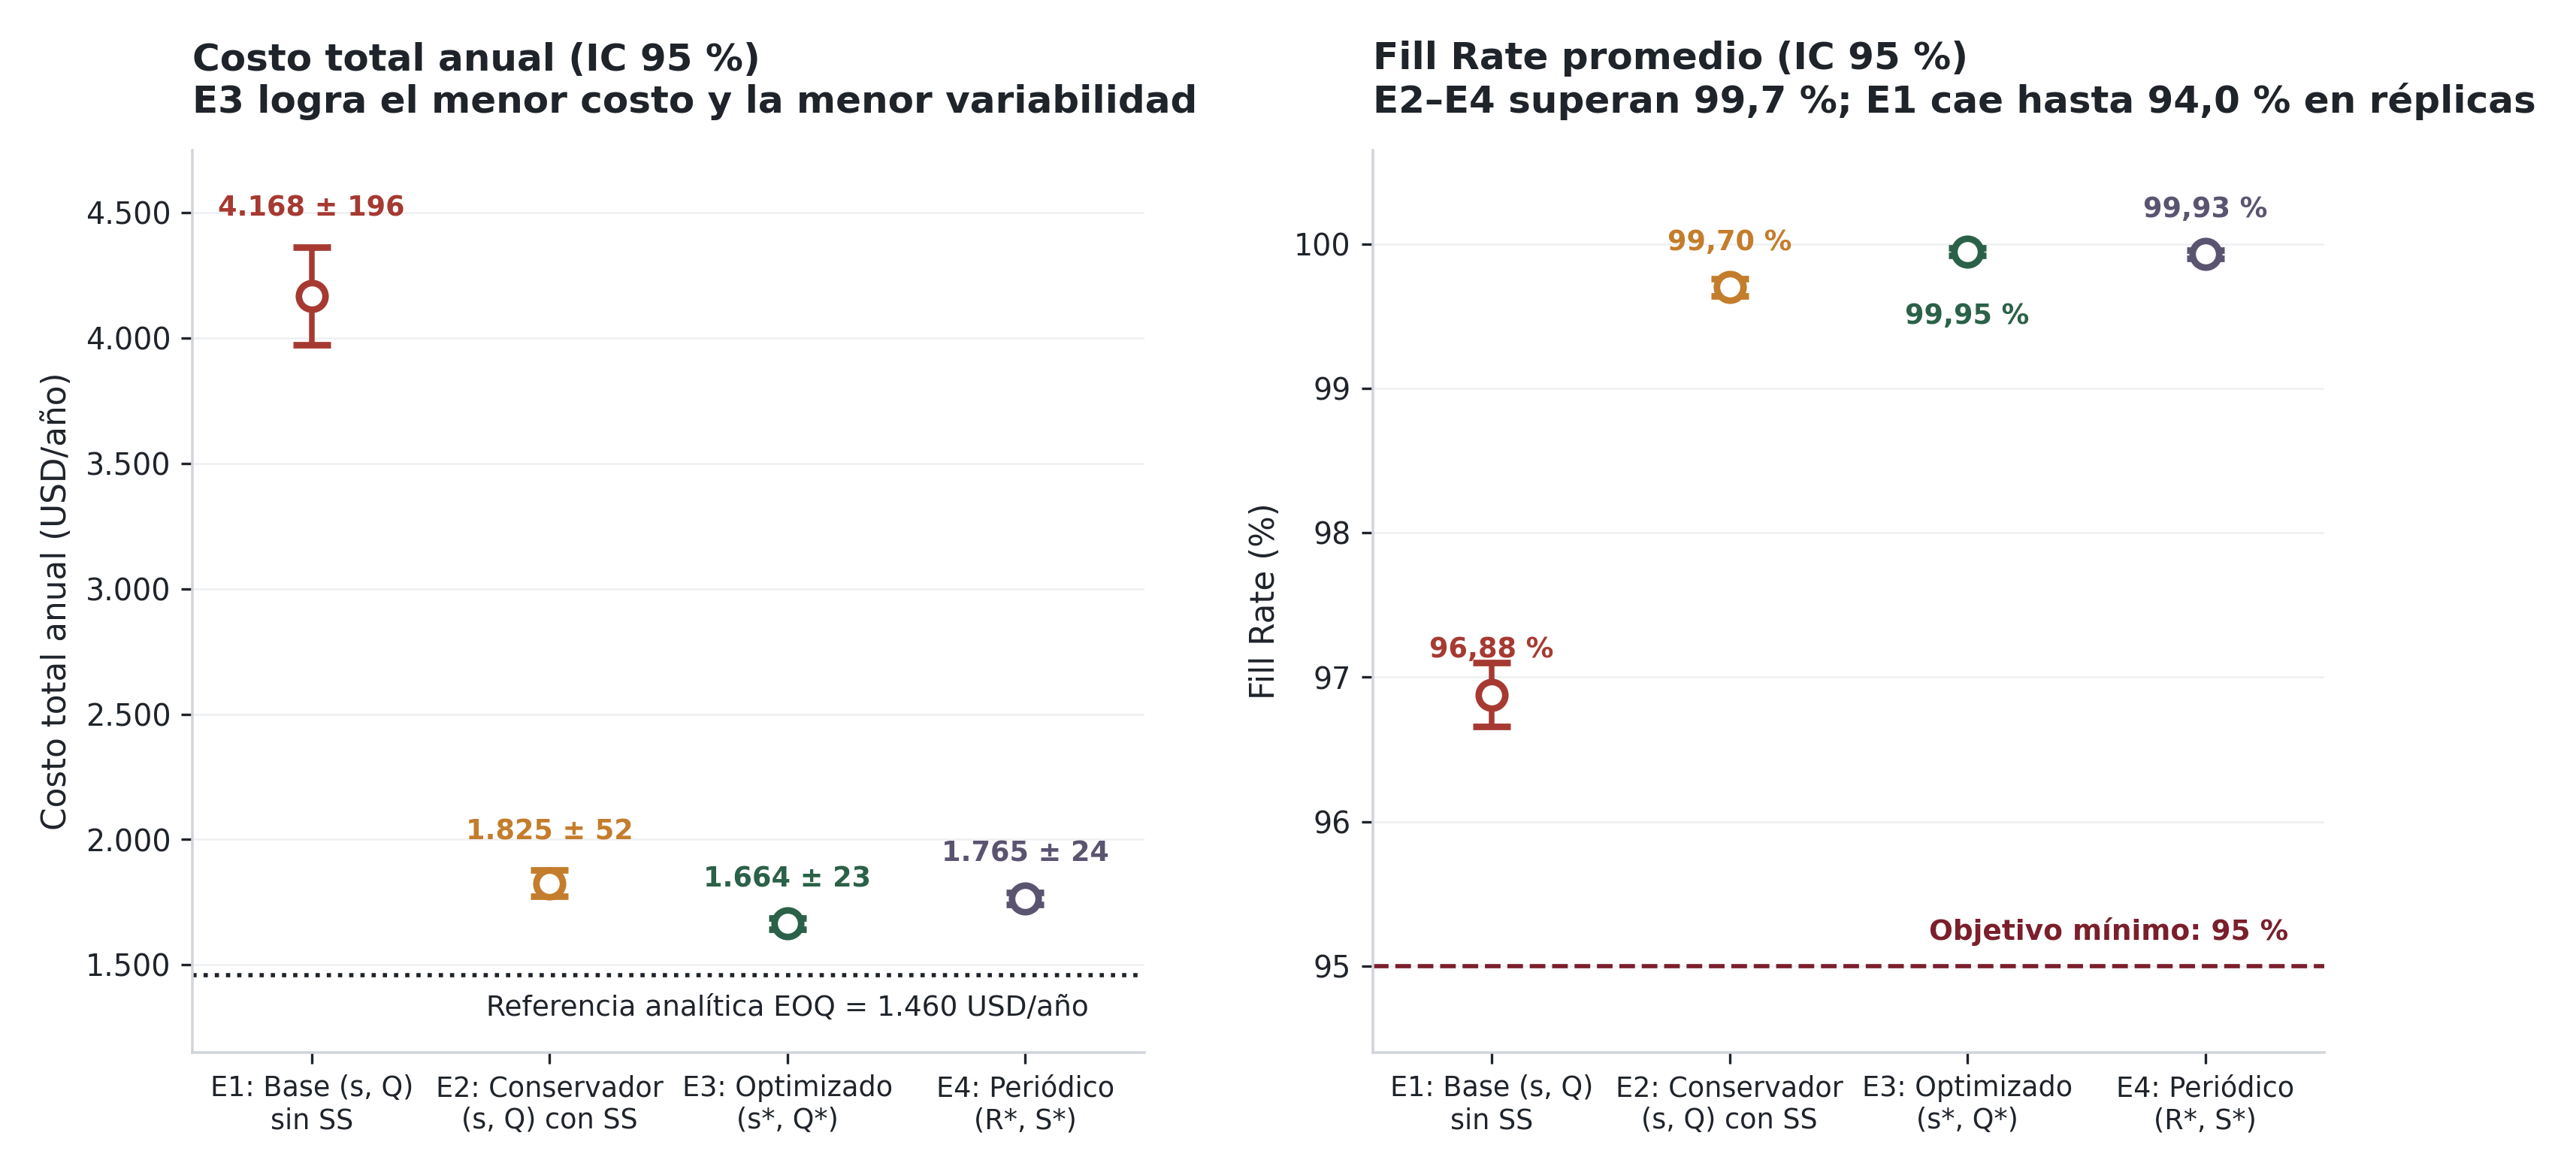 Costo total anual (IC 95 %)
E3 logra el menor costo y la menor variabilidad
Costo total anual (USD/año)
4.500
4.000
3.500
3.000
2.500
2.000
1.500
4.168 ± 196
1.825 ± 52
1.664 ± 23
1.765 ± 24
Referencia analítica EOQ = 1.460 USD/año
E1: Base (s, Q)
sin SS
E2: Conservador
(s, Q) con SS
E3: Optimizado
(s*, Q*)
E4: Periódico
(R*, S*)
Fill Rate promedio (IC 95 %)
E2–E4 superan 99,7 %; E1 cae hasta 94,0 % en réplicas
Fill Rate (%)
100
99
98
97
96
95
96,88 %
99,70 %
99,95 %
99,93 %
Objetivo mínimo: 95 %
E1: Base (s, Q)
sin SS
E2: Conservador
(s, Q) con SS
E3: Optimizado
(s*, Q*)
E4: Periódico
(R*, S*)